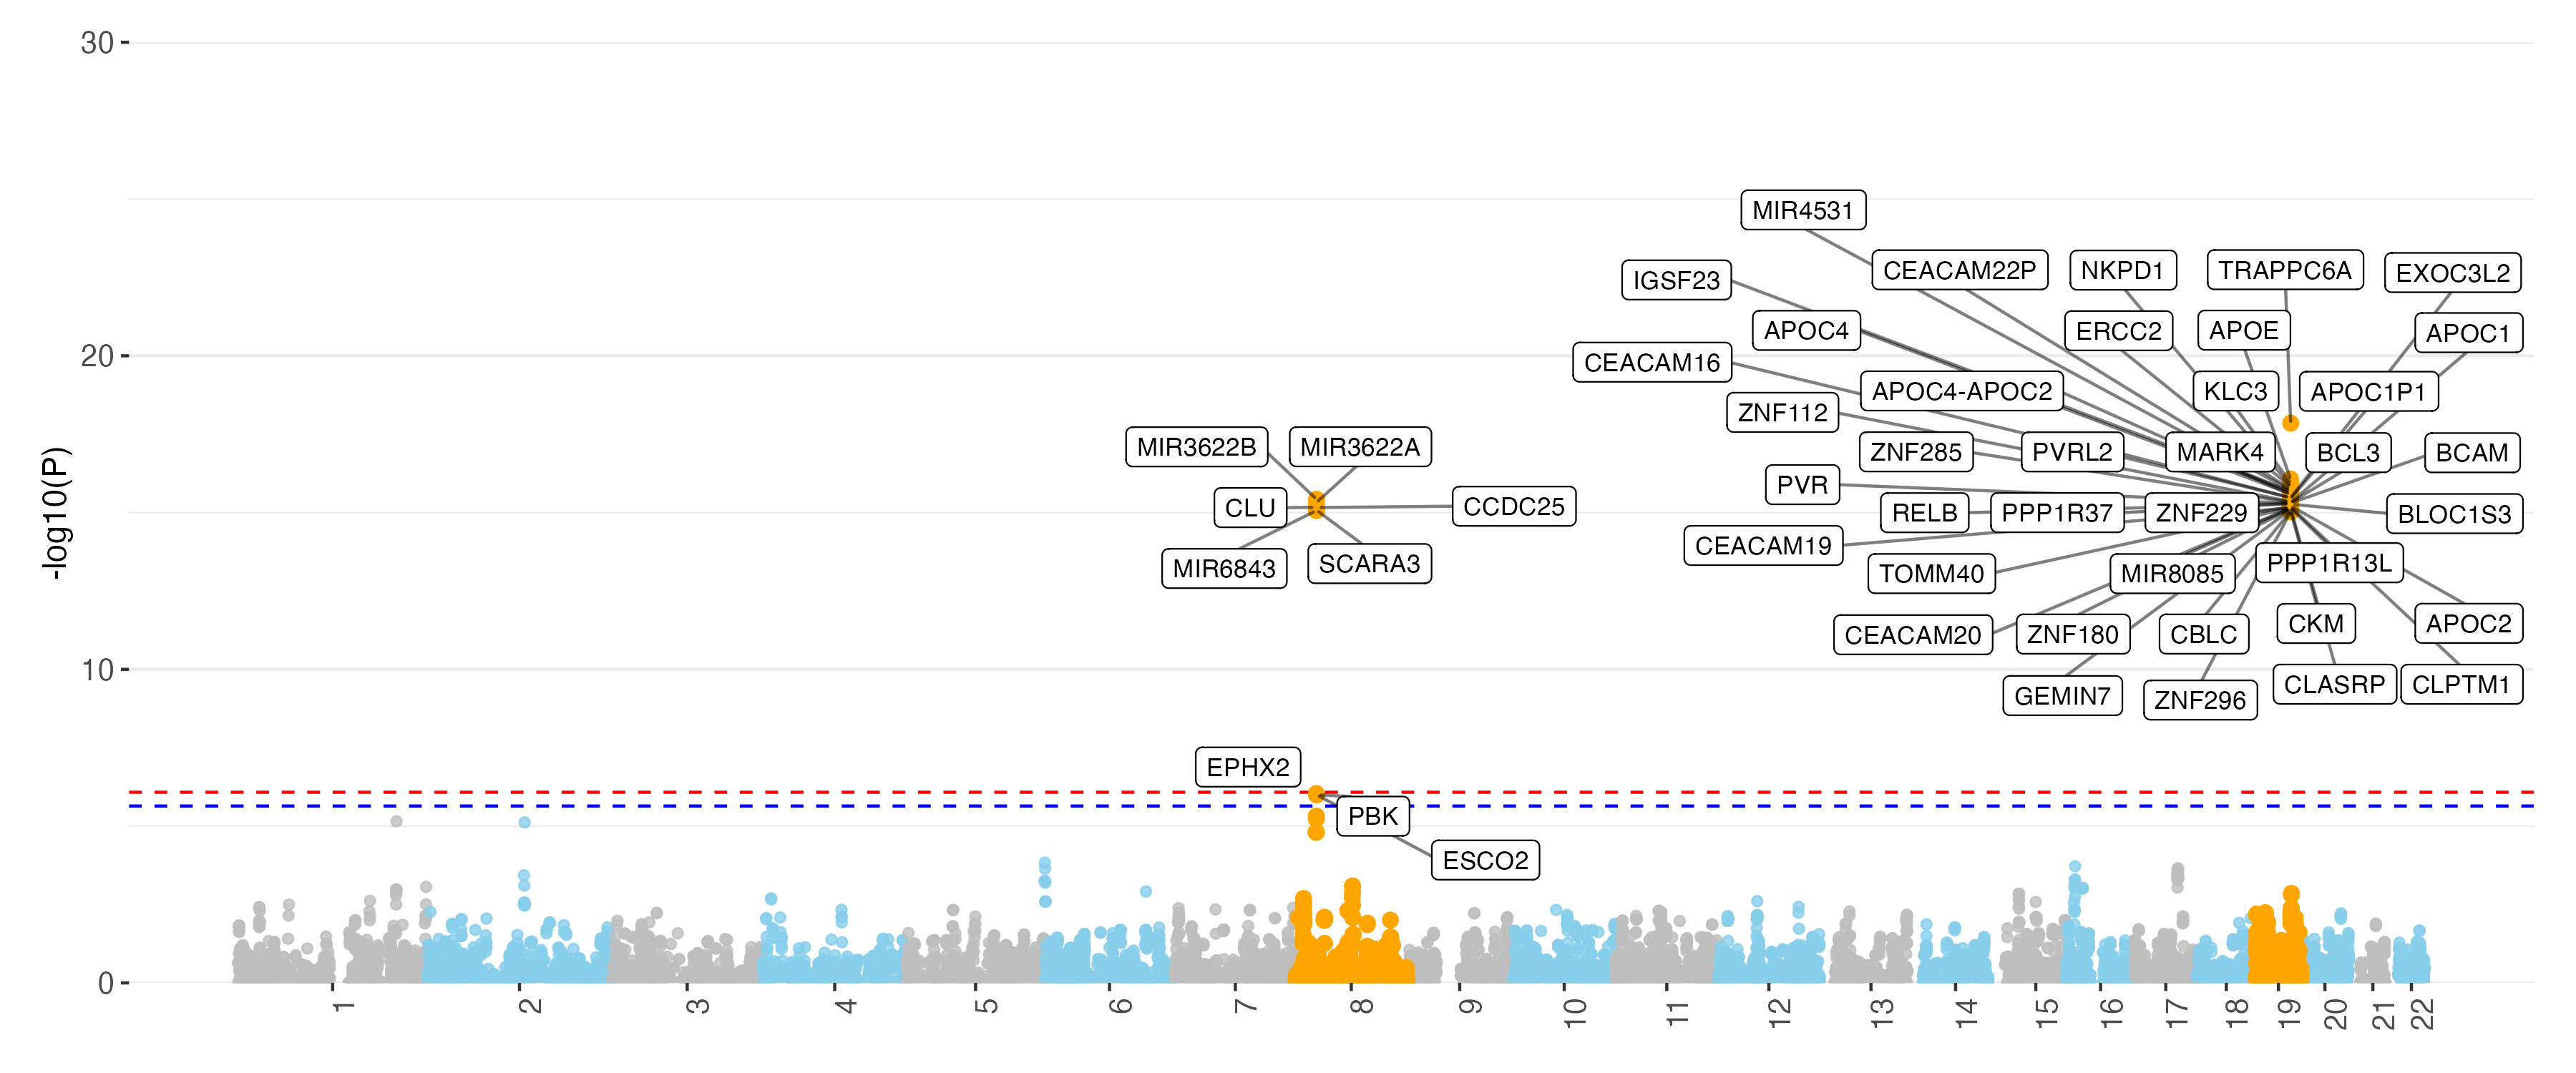 30
20
10
0
-log10(P)
MIR4531
IGSF23
CEACAM22P
NKPD1
TRAPPC6A
EXOC3L2
APOC4
ERCC2
APOE
APOC1
CEACAM16
APOC4-APOC2
KLC3
APOC1P1
ZNF112
MIR3622B
MIR3622A
ZNF285
PVRL2
MARK4
BCL3
BCAM
PVR
CLU
CCDC25
RELB
PPP1R37
ZNF229
BLOC1S3
CEACAM19
MIR6843
SCARA3
TOMM40
MIR8085
PPP1R13L
CEACAM20
ZNF180
CBLC
CKM
APOC2
GEMIN7
ZNF296
CLASRP
CLPTM1
EPHX2
PBK
ESCO2
1
2
3
4
5
6
7
8
9
10
11
12
13
14
15
16
17
18
19
20
21
22